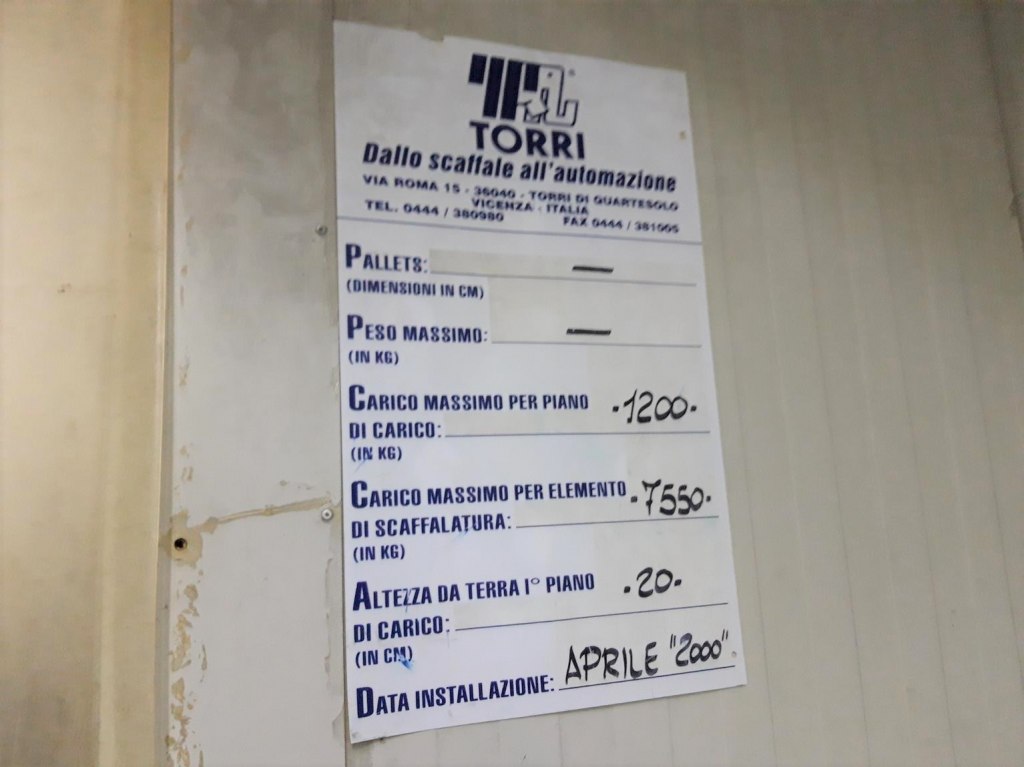 TORRI
Dallo scaffale all'automazione
VIA ROMA 15 - 36040 - TORRI DI QUARTESOLO
VICENZA - ITALIA
TEL. 0444 / 380980 FAX 0444 / 381005
PALLETS: —
(DIMENSIONI IN CM)
PESO MASSIMO: —
(IN KG)
CARICO MASSIMO PER PIANO -1200-
DI CARICO:
(IN KG)
CARICO MASSIMO PER ELEMENTO -7550-
DI SCAFFALATURA:
(IN KG)
ALTEZZA DA TERRA I° PIANO -20-
DI CARICO:
(IN CM)
DATA INSTALLAZIONE: APRILE "2000"